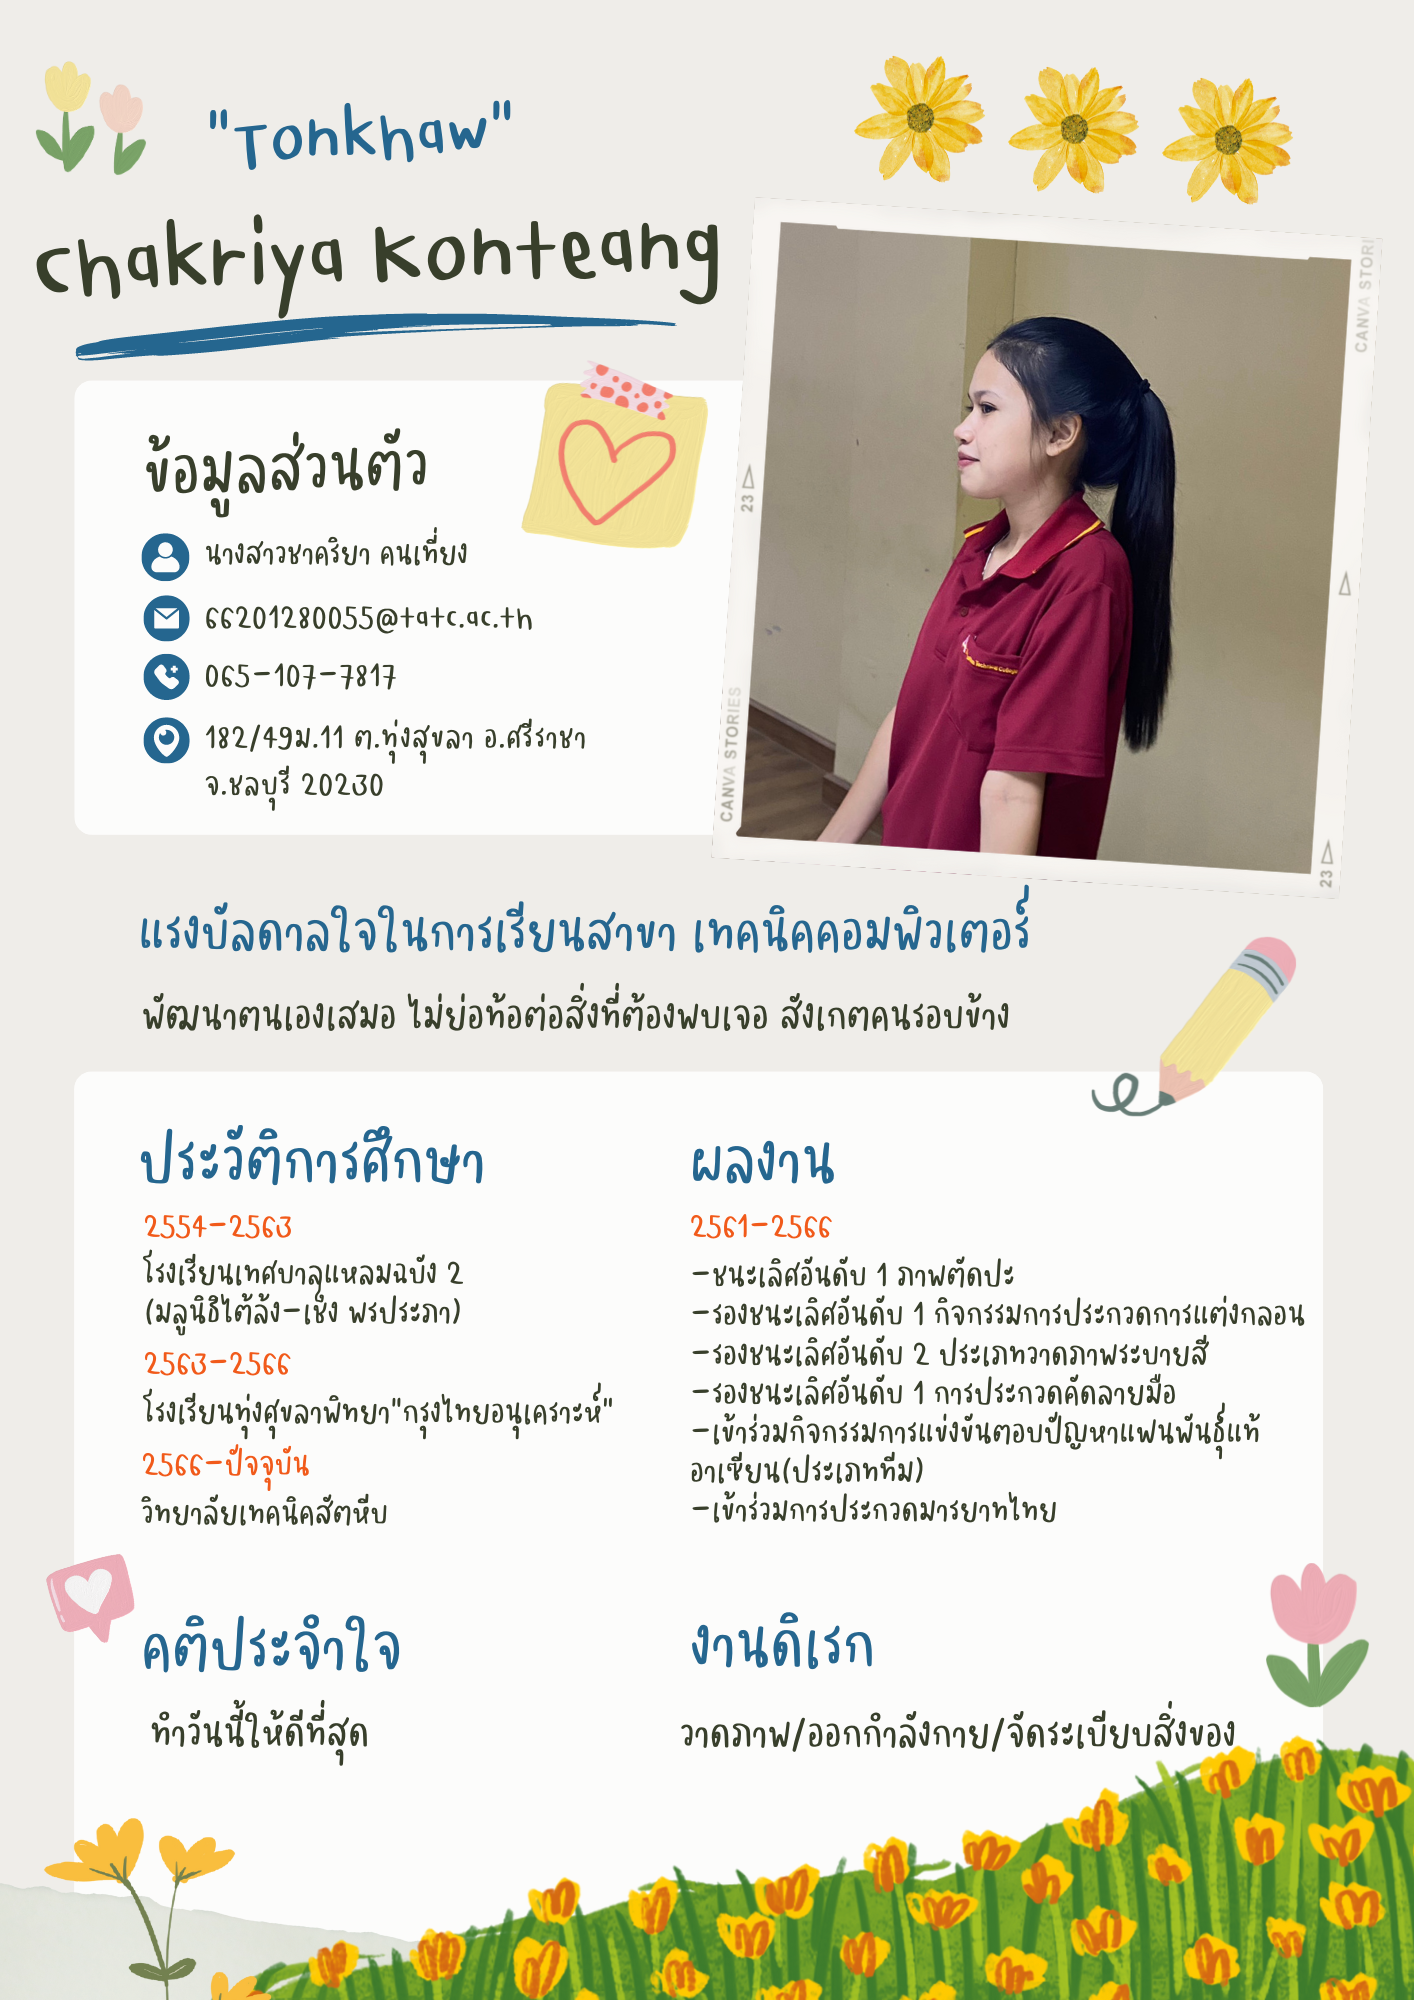 "Tonkhaw"
Chakriya Konteang
CANVA STORIES
23
CANVA STORI
23
Technical College
ข้อมูลส่วนตัว
นางสาวชาคริยา คนเที่ยง
66201280055@tatc.ac.th
065-107-7817
182/49ม.11 ต.ทุ่งสุขลา อ.ศรีราชา
จ.ชลบุรี 20230
แรงบัลดาลใจในการเรียนสาขา เทคนิคคอมพิวเตอร์
พัฒนาตนเองเสมอ ไม่ย่อท้อต่อสิ่งที่ต้องพบเจอ สังเกตคนรอบข้าง
ประวัติการศึกษา
2554-2563
โรงเรียนเทศบาลแหลมฉบัง 2
(มูลนิธิไต้ล้ง-เช็ง พรประภา)
2563-2566
โรงเรียนทุ่งศุขลาพิทยา"กรุงไทยอนุเคราะห์"
2566-ปัจจุบัน
วิทยาลัยเทคนิคสัตหีบ
ผลงาน
2561-2566
-ชนะเลิศอันดับ 1 ภาพตัดปะ
-รองชนะเลิศอันดับ 1 กิจกรรมการประกวดการแต่งกลอน
-รองชนะเลิศอันดับ 2 ประเภทวาดภาพระบายสี
-รองชนะเลิศอันดับ 1 การประกวดคัดลายมือ
-เข้าร่วมกิจกรรมการแข่งขันตอบปัญหาแฟนพันธุ์แท้
อาเซียน(ประเภททีม)
-เข้าร่วมการประกวดมารยาทไทย
คติประจำใจ
ทำวันนี้ให้ดีที่สุด
งานดิเรก
วาดภาพ/ออกกำลังกาย/จัดระเบียบสิ่งของ